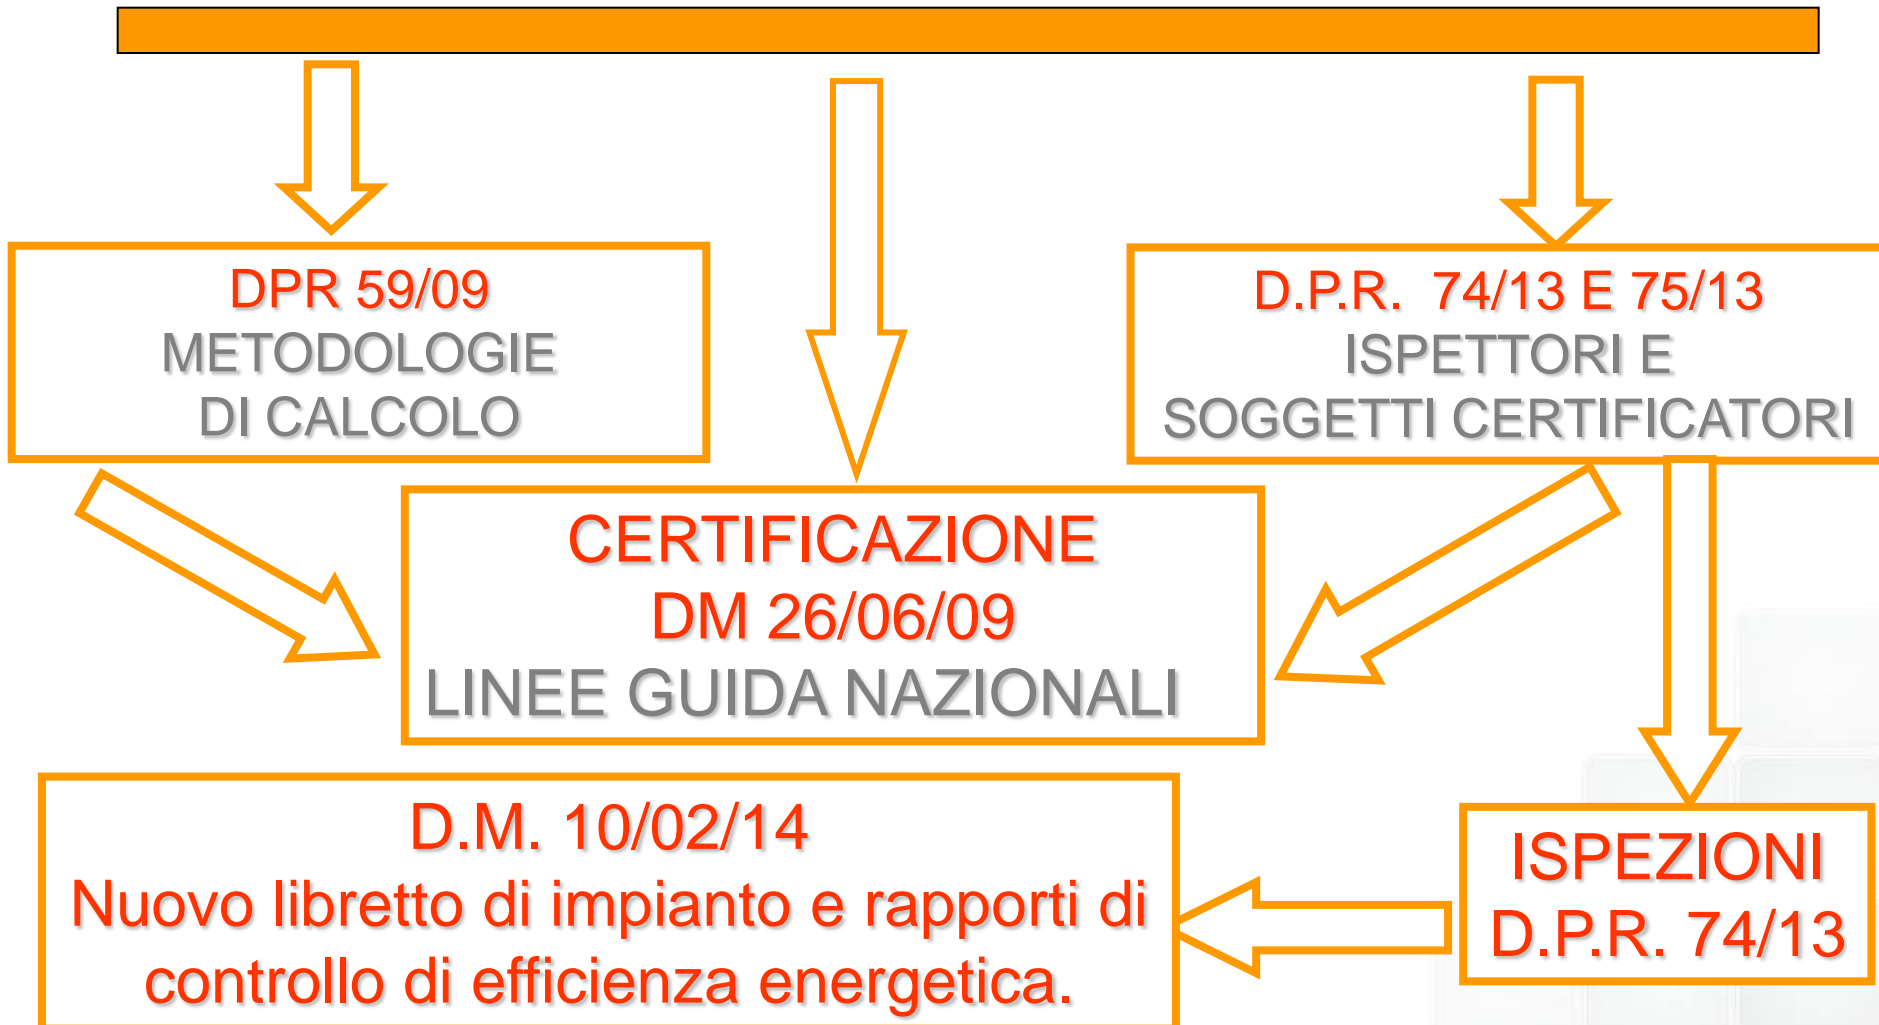 DPR 59/09
METODOLOGIE
DI CALCOLO
D.P.R. 74/13 E 75/13
ISPETTORI E
SOGGETTI CERTIFICATORI
CERTIFICAZIONE
DM 26/06/09
LINEE GUIDA NAZIONALI
D.M. 10/02/14
Nuovo libretto di impianto e rapporti di
controllo di efficienza energetica.
ISPEZIONI
D.P.R. 74/13